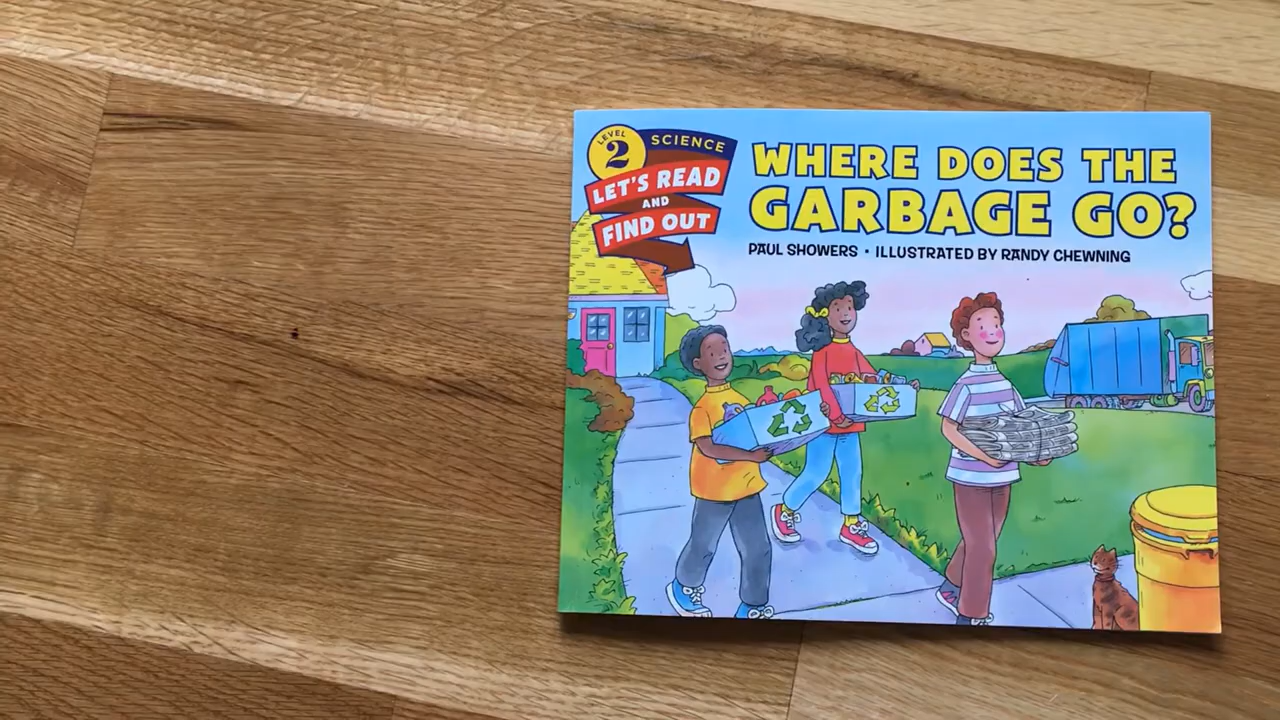 LEVEL
2
SCIENCE
LET'S READ
AND
FIND OUT
WHERE DOES THE
GARBAGE GO?
PAUL SHOWERS • ILLUSTRATED BY RANDY CHEWNING